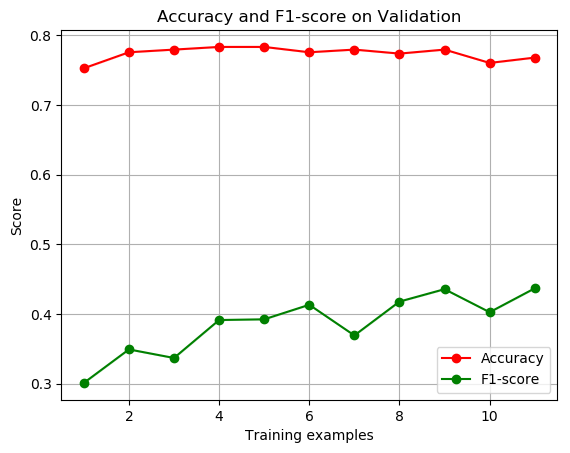 Accuracy and F1-score on Validation
0.8
0.7
0.6
0.5
0.4
0.3
Score
2
4
6
8
10
Training examples
Accuracy
F1-score